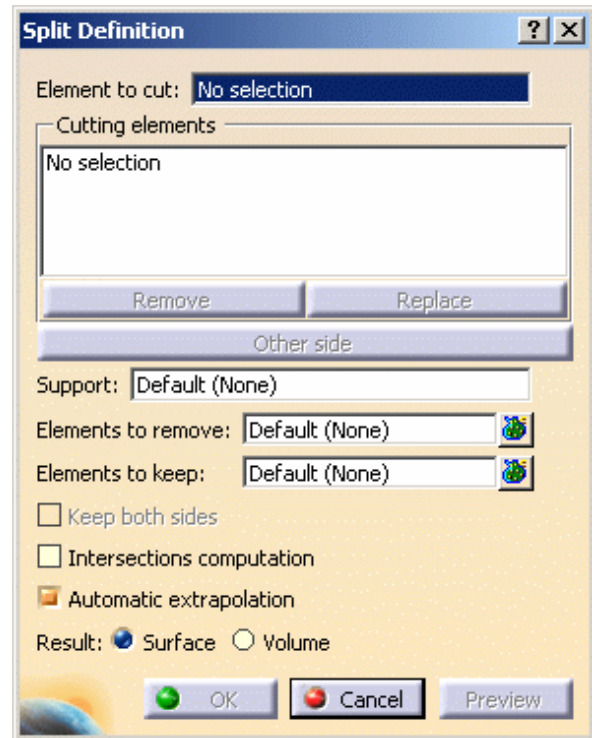 Split Definition
Element to cut: No selection
Cutting elements
No selection
Remove Replace
Other side
Support: Default (None)
Elements to remove: Default (None)
Elements to keep: Default (None)
Keep both sides
Intersections computation
Automatic extrapolation
Result: Surface Volume
OK Cancel Preview